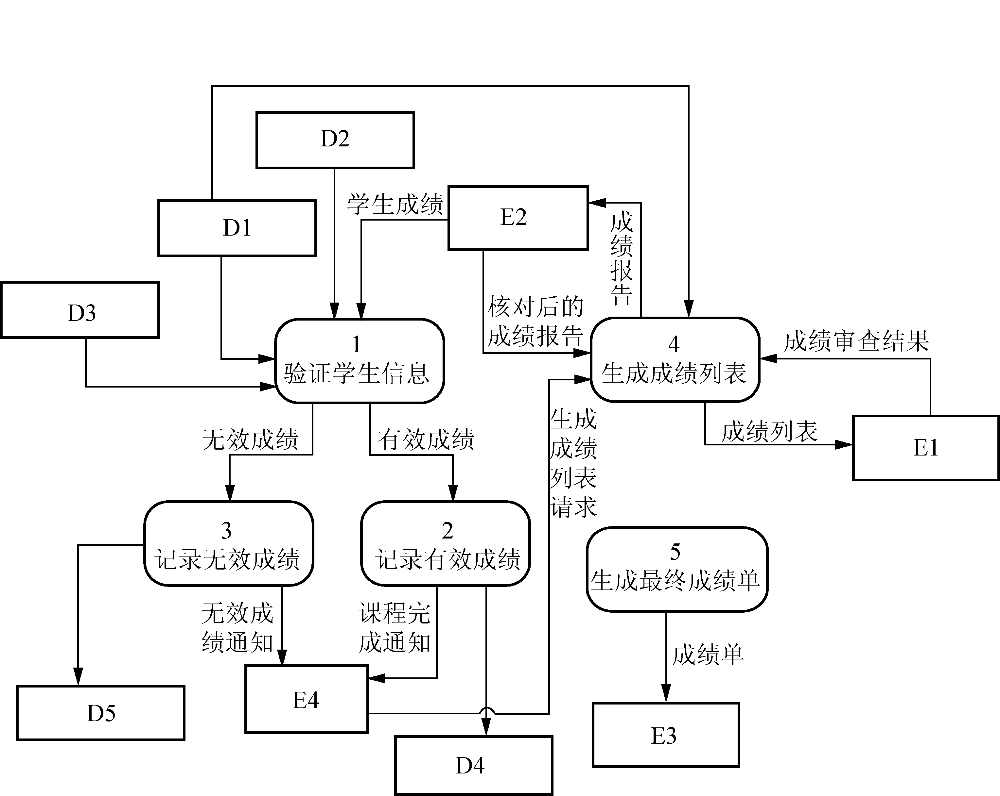 D2
学生成绩
E2
D1
成
绩
报
告
D3
核对后的
成绩报告
1
验证学生信息
4
生成成绩列表
成绩审查结果
无效成绩
有效成绩
生成
成绩
列表
请求
成绩列表
E1
3
记录无效成绩
2
记录有效成绩
5
生成最终成绩单
无效成
绩通知
课程完
成通知
成绩单
D5
E4
E3
D4